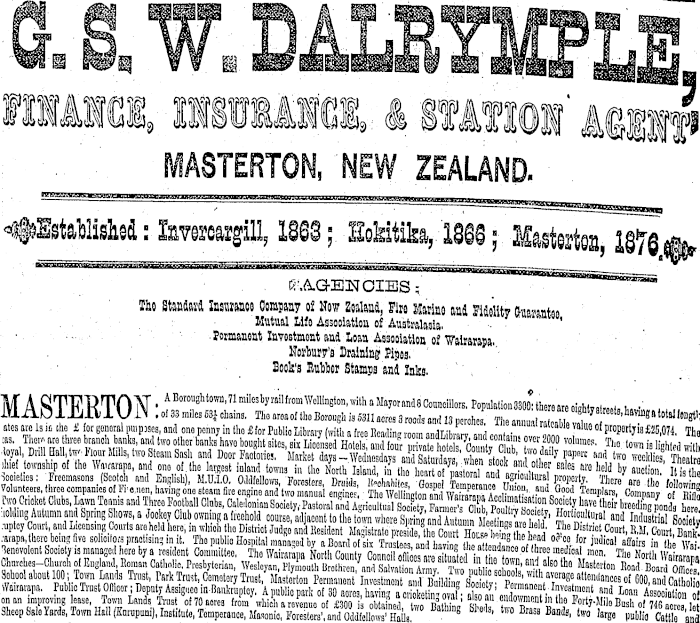 G. S. W. DALRYMPLE,
FINANCE, INSURANCE, & STATION AGENT,
MASTERTON, NEW ZEALAND.
Established: Invercargill, 1863; Hokitika, 1866; Masterton, 1876.
AGENCIES:
The Standard Insurance Company of New Zealand, Fire Marine and Fidelity Guarantee,
Mutual Life Association of Australasia.
Permanent Investment and Loan Association of Wairarapa.
Norbury's Draining Pipes.
Book's Rubber Stamps and Inks.
MASTERTON: A Borough town, 71 miles by rail from Wellington, with a Mayor and 6 Councillors. Population 3300: there are eighty streets, having a total length
of 33 miles 53¼ chains. The area of the Borough is 5311 acres 3 roods and 13 perches. The annual rateable value of property is £25,074. The
ates are 1s in the £ for general purposes, and one penny in the £ for Public Library (with a free Reading room and Library, and contains over 2000 volumes. The town is lighted with
as. There are three branch banks, and two other banks have bought sites, six Licensed Hotels, and four private hotels, County Club, two daily papers and two weeklies, Theatre
oyal, Drill Hall, two Flour Mills, two Steam Sash and Door Factories. Market days—Wednesdays and Saturday, when stock and other sales are held by auction. It is the
hief township of the Wairarapa, and one of the largest inland towns in the North Island, in the heart of pastoral and agricultural property. There are the following
Societies: Freemasons (Scotch and English), M.U.I.O. Oddfellows, Foresters, Druids, Rechabites, Gospel Temperance Union, and Good Templars, Company of Rifle
Volunteers, three companies of Firemen, having one steam fire engine and two manual engines. The Wellington and Wairarapa Acclimatisation Society have their breeding ponds here.
Two Cricket Clubs, Lawn Tennis and Three Football Clubs, Caledonian Society, Pastoral and Agricultural Society, Farmer's Club, Poultry Society, Horticultural and Industrial Society
holding Autumn and Spring Shows, a Jockey Club owning a freehold course, adjacent to the town where Spring and Autumn Meetings are held. The District Court, R.M. Court, Bank-
ruptcy Court, and Licensing Courts are held here, in which the District Judge and Resident Magistrate preside, the Court House being the head office for judicial affairs in the Wai-
rarapa, there being five solicitors practising in it. The public Hospital managed by a Board of six Trustees, and having the attendance of three medical men. The North Wairarapa
Benevolent Society is managed here by a resident Committee. The Wairarapa North County Council offices are situated in the town, and also the Masterton Road Board Offices,
Churches—Church of England, Roman Catholic, Presbyterian, Wesleyan, Plymouth Brethren, and Salvation Army. Two public schools, with average attendances of 600, and Catholic
School about 100; Town Lands Trust, Park Trust, Cemetery Trust, Masterton Permanent Investment and Building Society; Permanent Investment and Loan Association of
Wairarapa. Public Trust Officer; Deputy Assignee in Bankruptcy. A public park of 30 acres, having a cricketing oval; also an endowment in the Forty-Mile Bush of 746 acres, let
on an improving lease, Town Lands Trust of 70 acres from which a revenue of £300 is obtained, two Bathing Sheds, two Brass Bands, two large public Cattle and
Sheep Sale Yards, Town Hall (Kuripuni), Institute, Temperance, Masonic, Foresters', and Oddfellows' Halls.